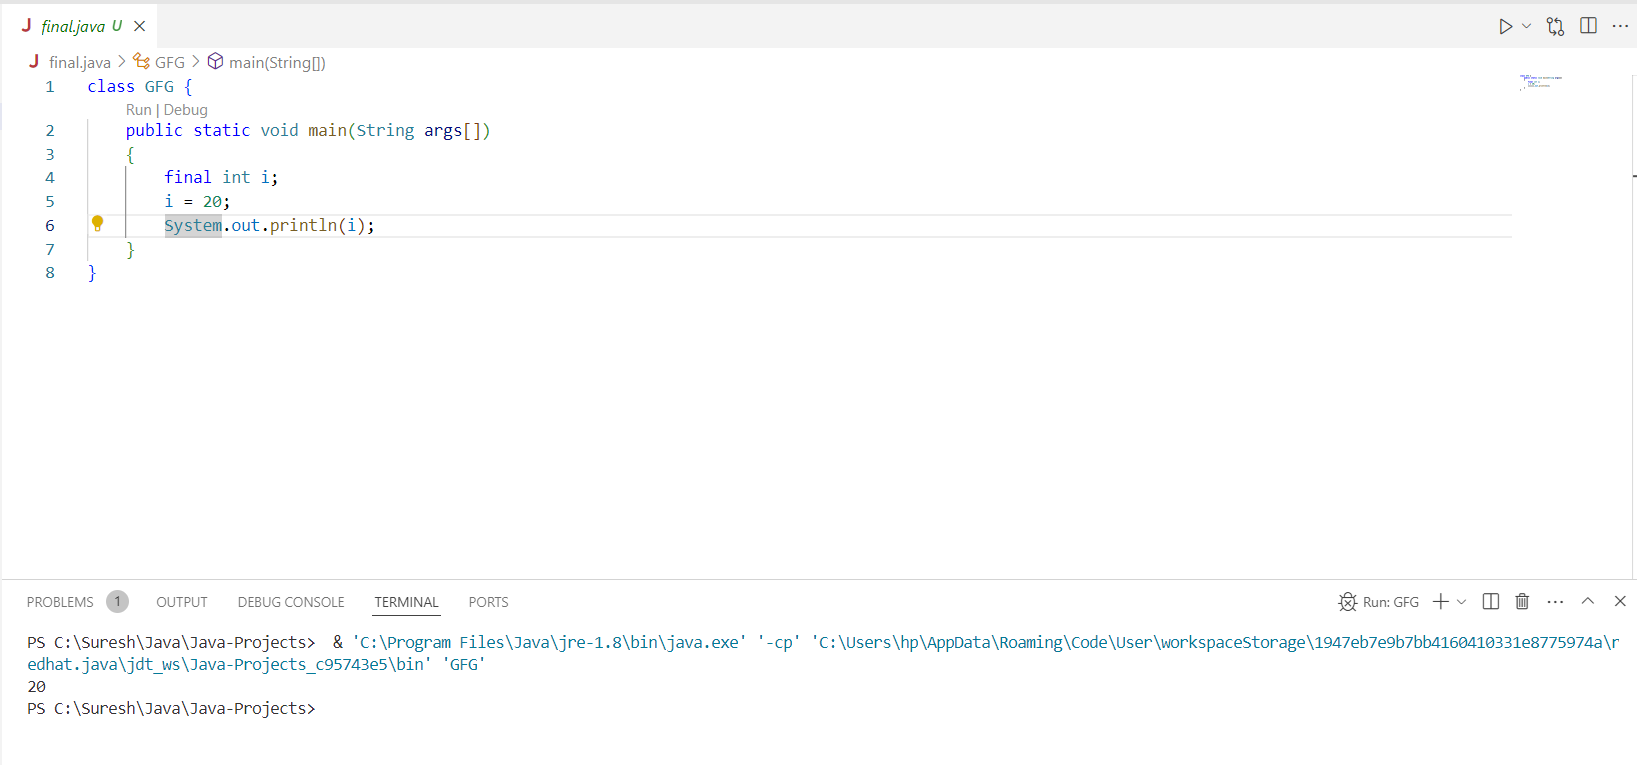 J final.java U
J final.java > GFG > main(String[])
1 class GFG {
Run | Debug
2 public static void main(String args[])
3 {
4 final int i;
5 i = 20;
6 System.out.println(i);
7 }
8 }
PROBLEMS 1 OUTPUT DEBUG CONSOLE TERMINAL PORTS Run: GFG
PS C:\Suresh\Java\Java-Projects> & 'C:\Program Files\Java\jre-1.8\bin\java.exe' '-cp' 'C:\Users\hp\AppData\Roaming\Code\User\workspaceStorage\1947eb7e9b7bb4160410331e8775974a\r
edhat.java\jdt_ws\Java-Projects_c95743e5\bin' 'GFG'
20
PS C:\Suresh\Java\Java-Projects>